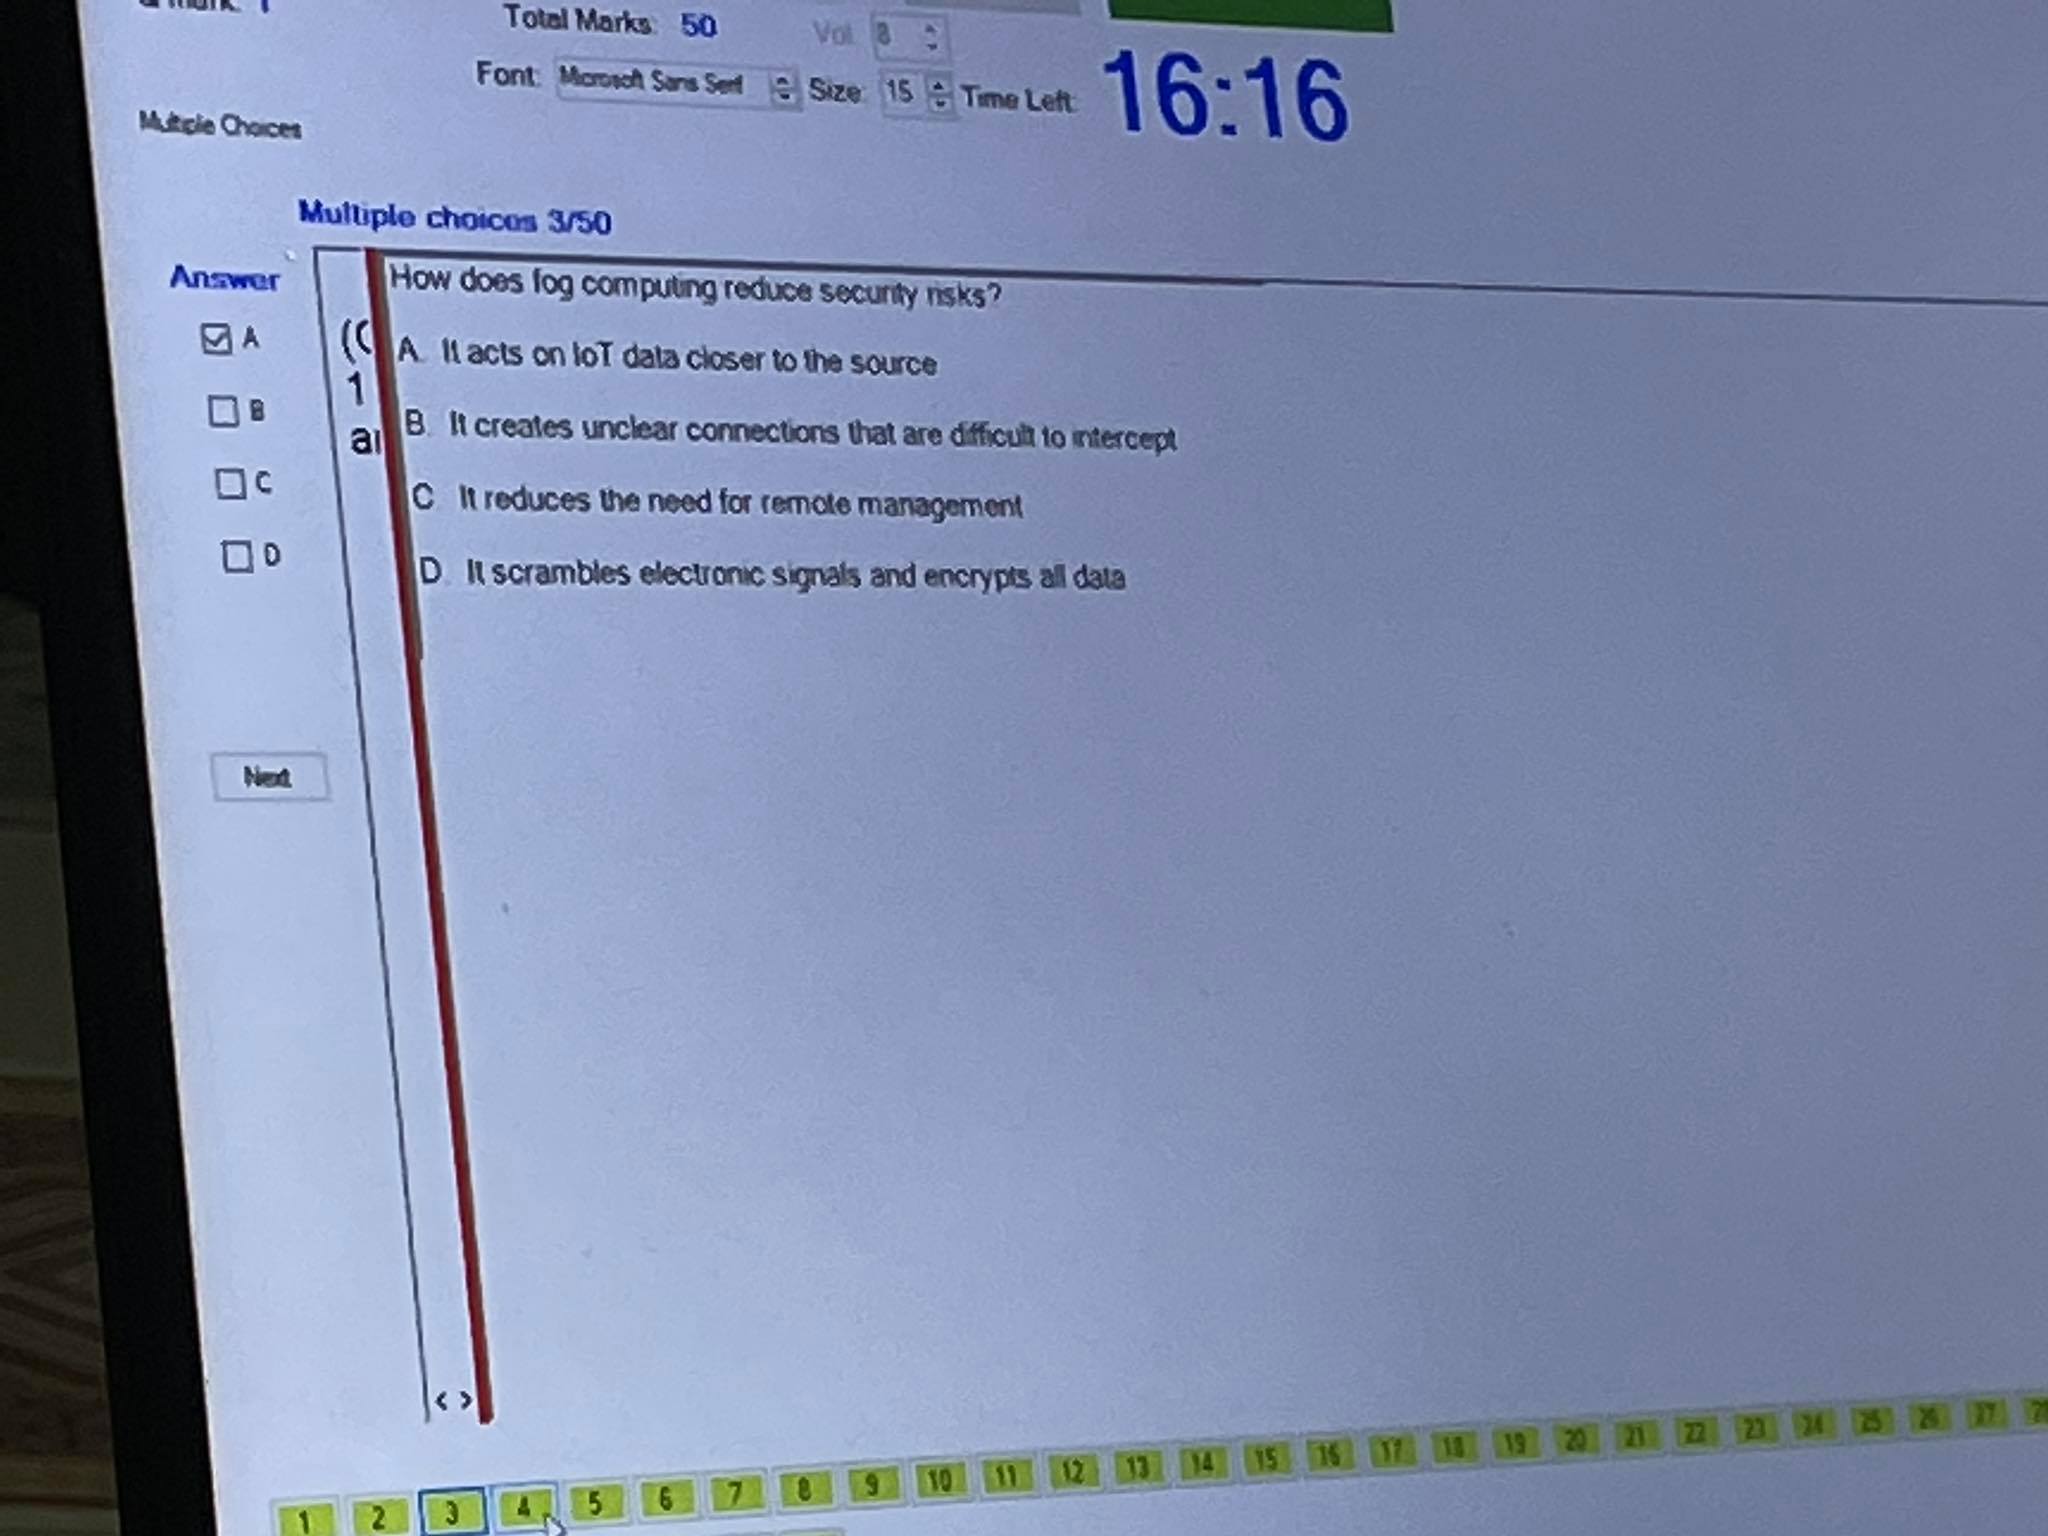 Total Marks: 50 Vol 8
Font: Microsoft Sans Serif Size: 15 Time Left: 16:16
Multiple Choices
Multiple choices 3/50
Answer
A
B
C
D
Next
How does fog computing reduce security risks?
A. It acts on IoT data closer to the source
B. It creates unclear connections that are difficult to intercept
C. It reduces the need for remote management
D. It scrambles electronic signals and encrypts all data
< >
1 2 3 4 5 6 7 8 9 10 11 12 13 14 15 16 17 18 19 20 21 22 23 24 25 26 27